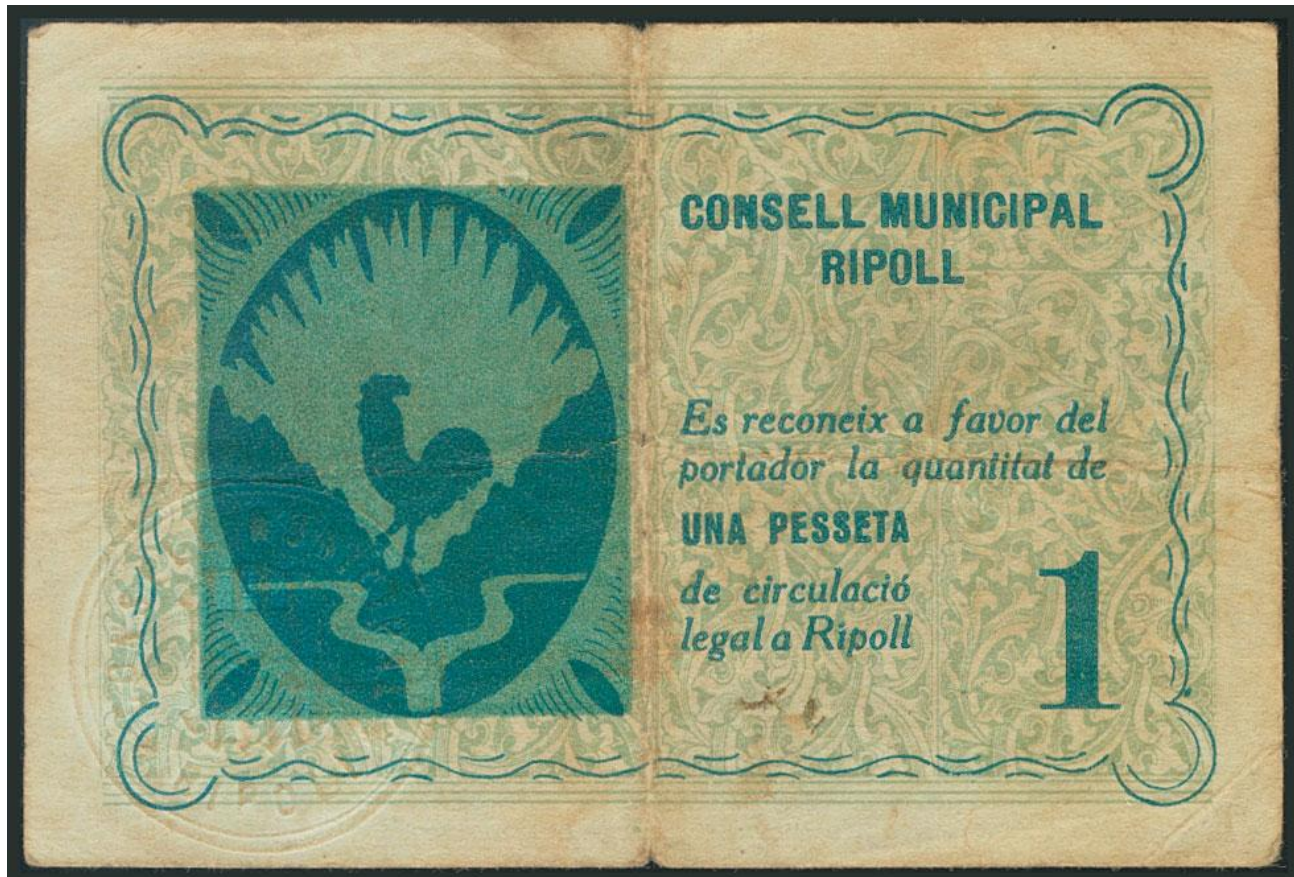 CONSELL MUNICIPAL
RIPOLL
Es reconeix a favor del
portador la quantitat de
UNA PESSETA
de circulació
legal a Ripoll
1